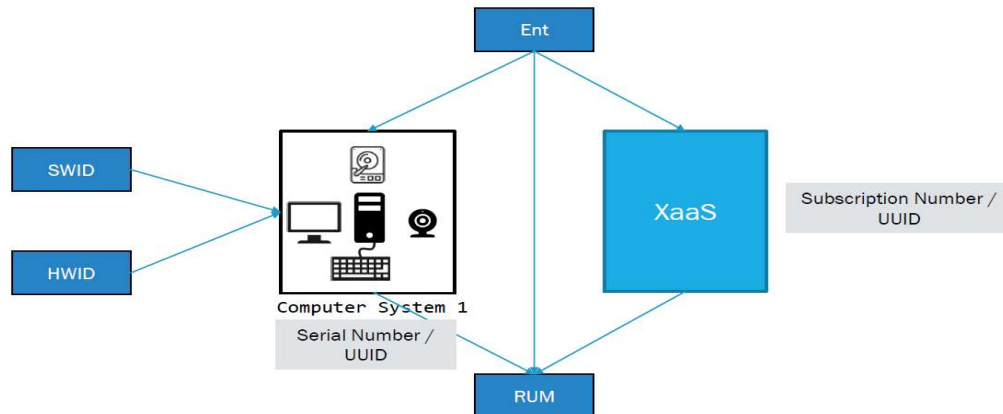 Ent
SWID
HWID
XaaS
Subscription Number /
UUID
Computer System 1
Serial Number /
UUID
RUM